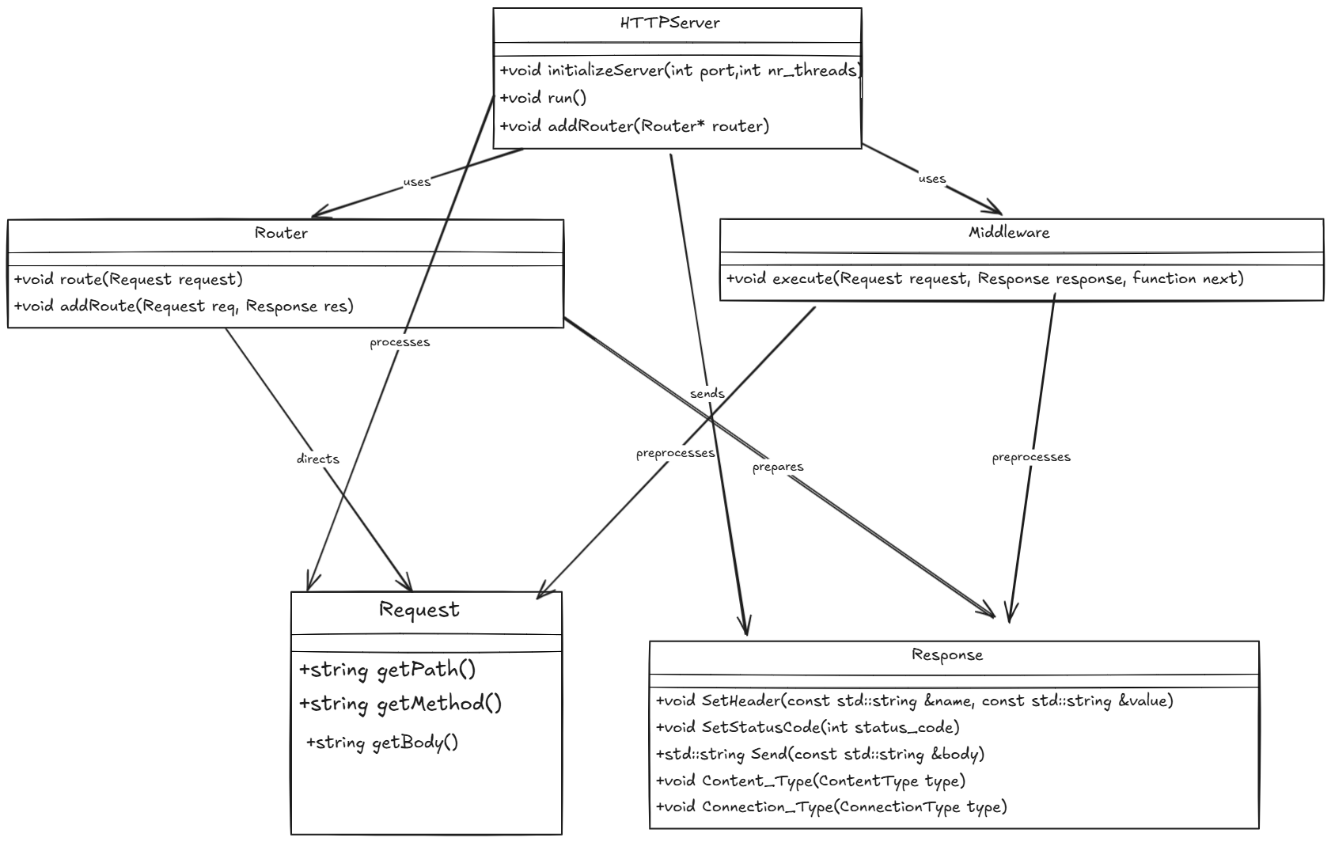 HTTPServer
+void initializeServer(int port,int nr_threads)
+void run()
+void addRouter(Router* router)
uses
uses
Router
+void route(Request request)
+void addRoute(Request req, Response res)
Middleware
+void execute(Request request, Response response, function next)
processes
sends
directs
preprocesses
prepares
preprocesses
Request
+string getPath()
+string getMethod()
+string getBody()
Response
+void SetHeader(const std::string &name, const std::string &value)
+void SetStatusCode(int status_code)
+std::string Send(const std::string &body)
+void Content_Type(ContentType type)
+void Connection_Type(ConnectionType type)